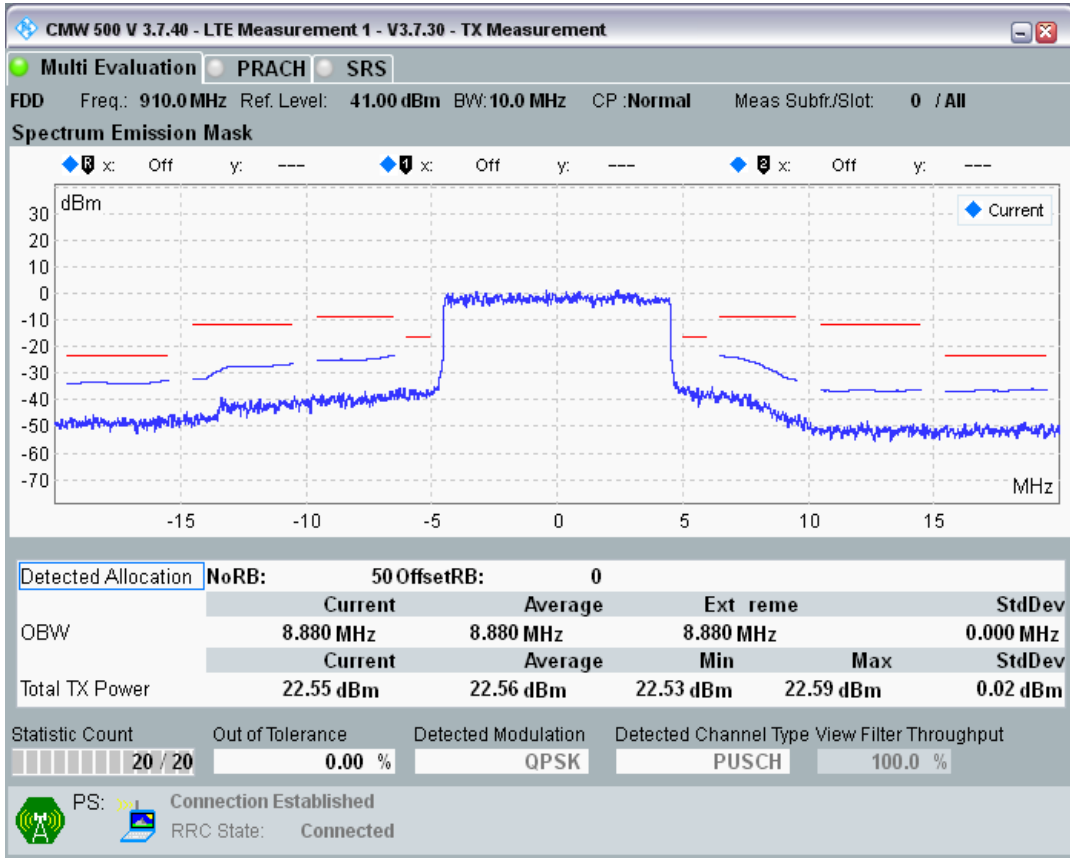 CMW 500 V 3.7.40 - LTE Measurement 1 - V3.7.30 - TX Measurement
Multi Evaluation PRACH SRS
FDD Freq.: 910.0 MHz Ref. Level: 41.00 dBm BW: 10.0 MHz CP :Normal Meas Subfr./Slot: 0 / All
Spectrum Emission Mask
R x: Off y: --- 1 x: Off y: --- 2 x: Off y: ---
dBm
Current
30
20
10
0
-10
-20
-30
-40
-50
-60
-70
MHz
-15 -10 -5 0 5 10 15
Detected Allocation NoRB: 50 OffsetRB: 0
Current Average Ext reme StdDev
OBW 8.880 MHz 8.880 MHz 8.880 MHz 0.000 MHz
Current Average Min Max StdDev
Total TX Power 22.55 dBm 22.56 dBm 22.53 dBm 22.59 dBm 0.02 dBm
Statistic Count Out of Tolerance Detected Modulation Detected Channel Type View Filter Throughput
20 / 20 0.00 % QPSK PUSCH 100.0 %
PS: Connection Established
RRC State: Connected